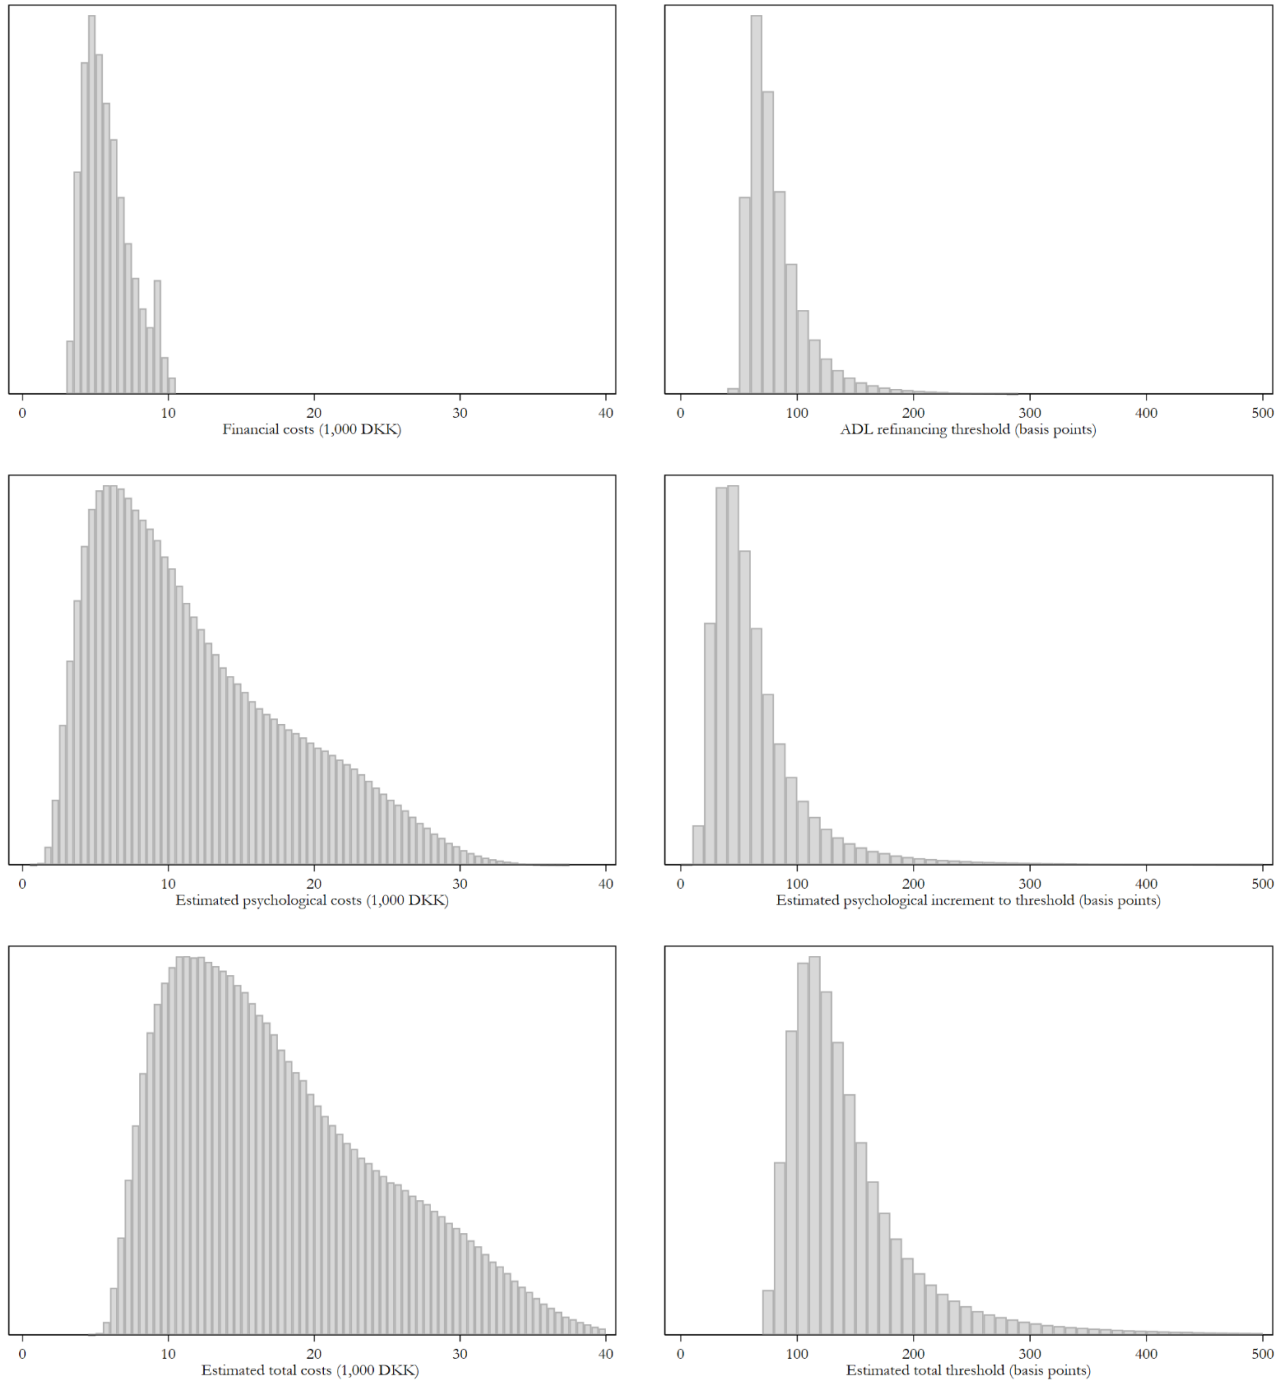 0 10 20 30 40
Financial costs (1,000 DKK)
0 100 200 300 400 500
ADL refinancing threshold (basis points)
0 10 20 30 40
Estimated psychological costs (1,000 DKK)
0 100 200 300 400 500
Estimated psychological increment to threshold (basis points)
0 10 20 30 40
Estimated total costs (1,000 DKK)
0 100 200 300 400 500
Estimated total threshold (basis points)